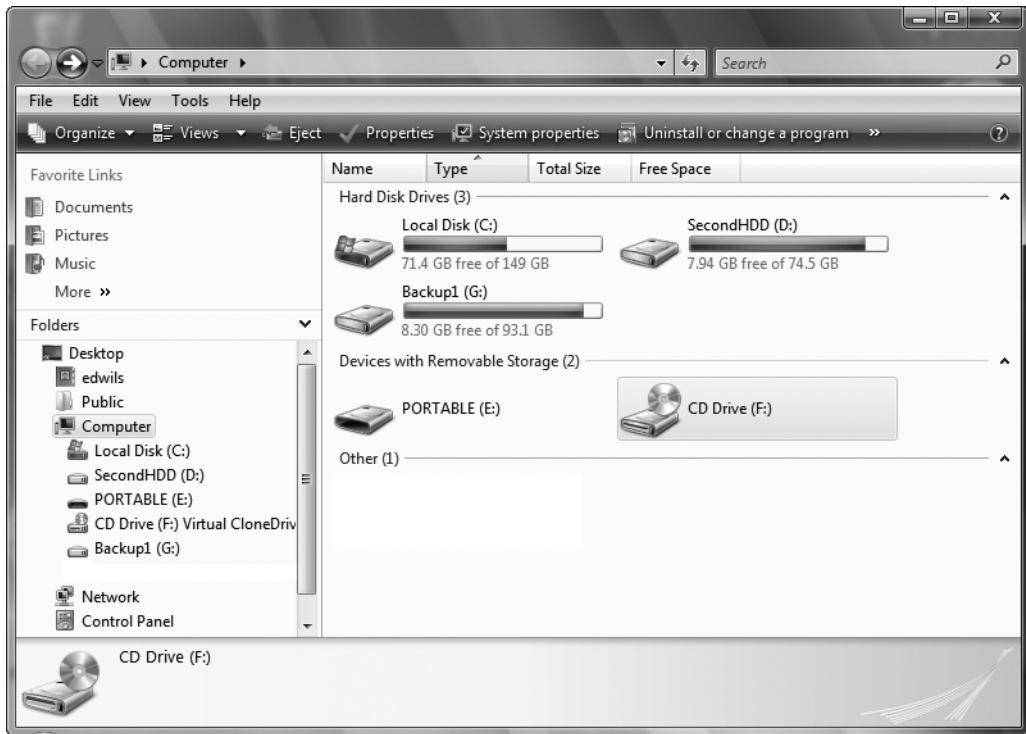 Computer
Search
File Edit View Tools Help
Organize Views Eject Properties System properties Uninstall or change a program »
Favorite Links
Documents
Pictures
Music
More »
Folders
Desktop
edwils
Public
Computer
Local Disk (C:)
SecondHDD (D:)
PORTABLE (E:)
CD Drive (F:) Virtual CloneDriv
Backup1 (G:)
Network
Control Panel
Name Type Total Size Free Space
Hard Disk Drives (3)
Local Disk (C:)
71.4 GB free of 149 GB
SecondHDD (D:)
7.94 GB free of 74.5 GB
Backup1 (G:)
8.30 GB free of 93.1 GB
Devices with Removable Storage (2)
PORTABLE (E:)
CD Drive (F:)
Other (1)
CD Drive (F:)